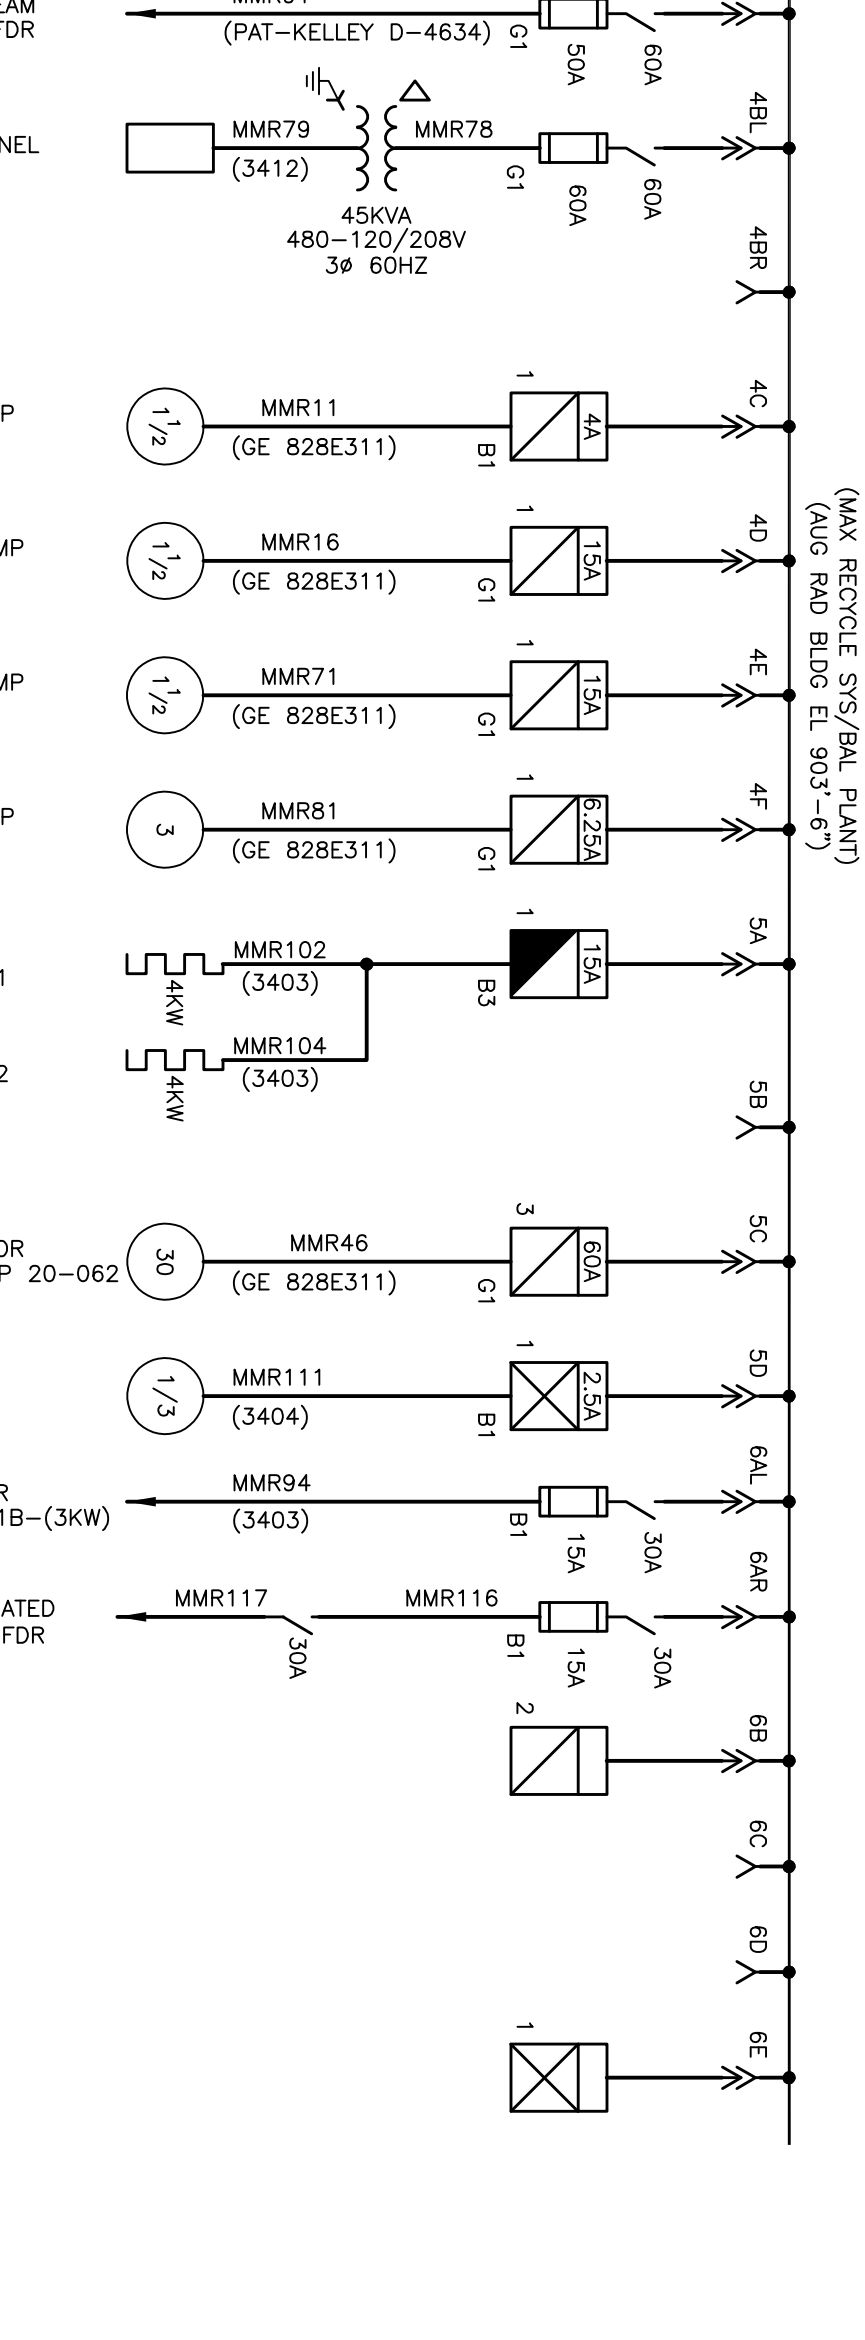 FDR
(PAT-KELLEY D-4634)
G1
50A
60A
4BL
NEL
MMR79
(3412)
MMR78
G1
60A
60A
45KVA
480-120/208V
3ø 60HZ
4BR
P
1 1/2
MMR11
(GE 828E311)
B1
1
4A
4C
(MAX RECYCLE SYS/BAL PLANT)
(AUG RAD BLDG EL 903'-6")
MP
1 1/2
MMR16
(GE 828E311)
G1
1
15A
4D
MP
1 1/2
MMR71
(GE 828E311)
G1
1
15A
4E
P
3
MMR81
(GE 828E311)
G1
1
6.25A
4F
1
4KW
MMR102
(3403)
B3
1
15A
5A
2
4KW
MMR104
(3403)
5B
OR
P 20-062
30
MMR46
(GE 828E311)
G1
3
60A
5C
1/3
MMR111
(3404)
B1
1
2.5A
5D
R
1B-(3KW)
MMR94
(3403)
B1
15A
30A
6AL
ATED
FDR
MMR117
30A
MMR116
B1
15A
30A
6AR
2
6B
6C
6D
1
6E